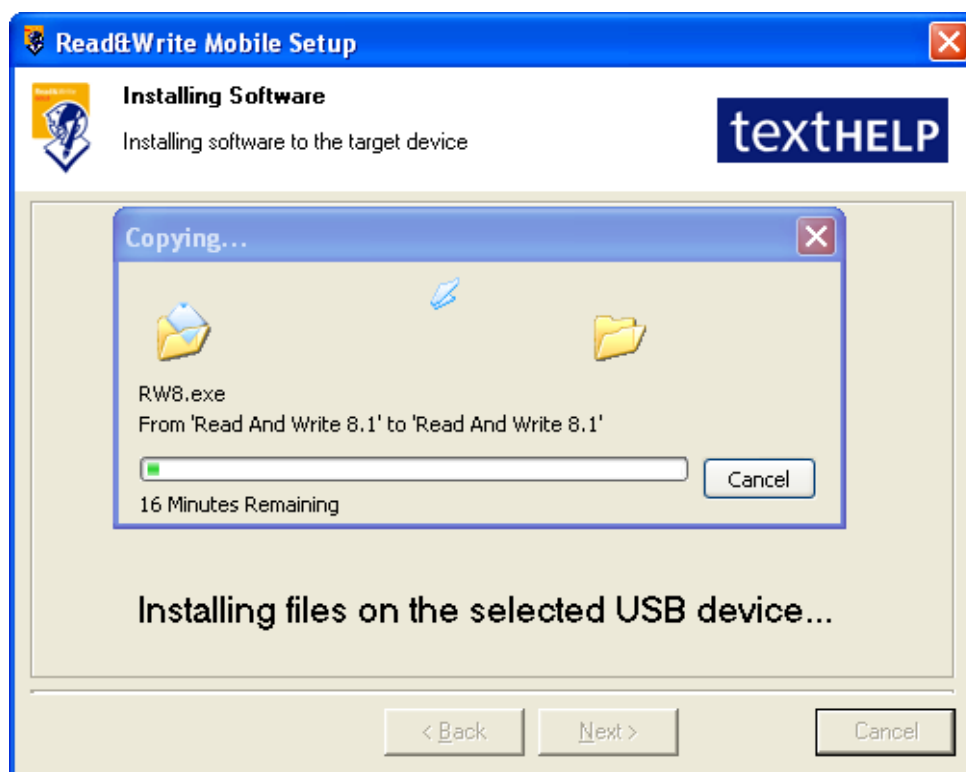 Read&Write Mobile Setup
Installing Software
Installing software to the target device
textHELP
Copying...
RW8.exe
From 'Read And Write 8.1' to 'Read And Write 8.1'
Cancel
16 Minutes Remaining
Installing files on the selected USB device...
< Back
Next >
Cancel